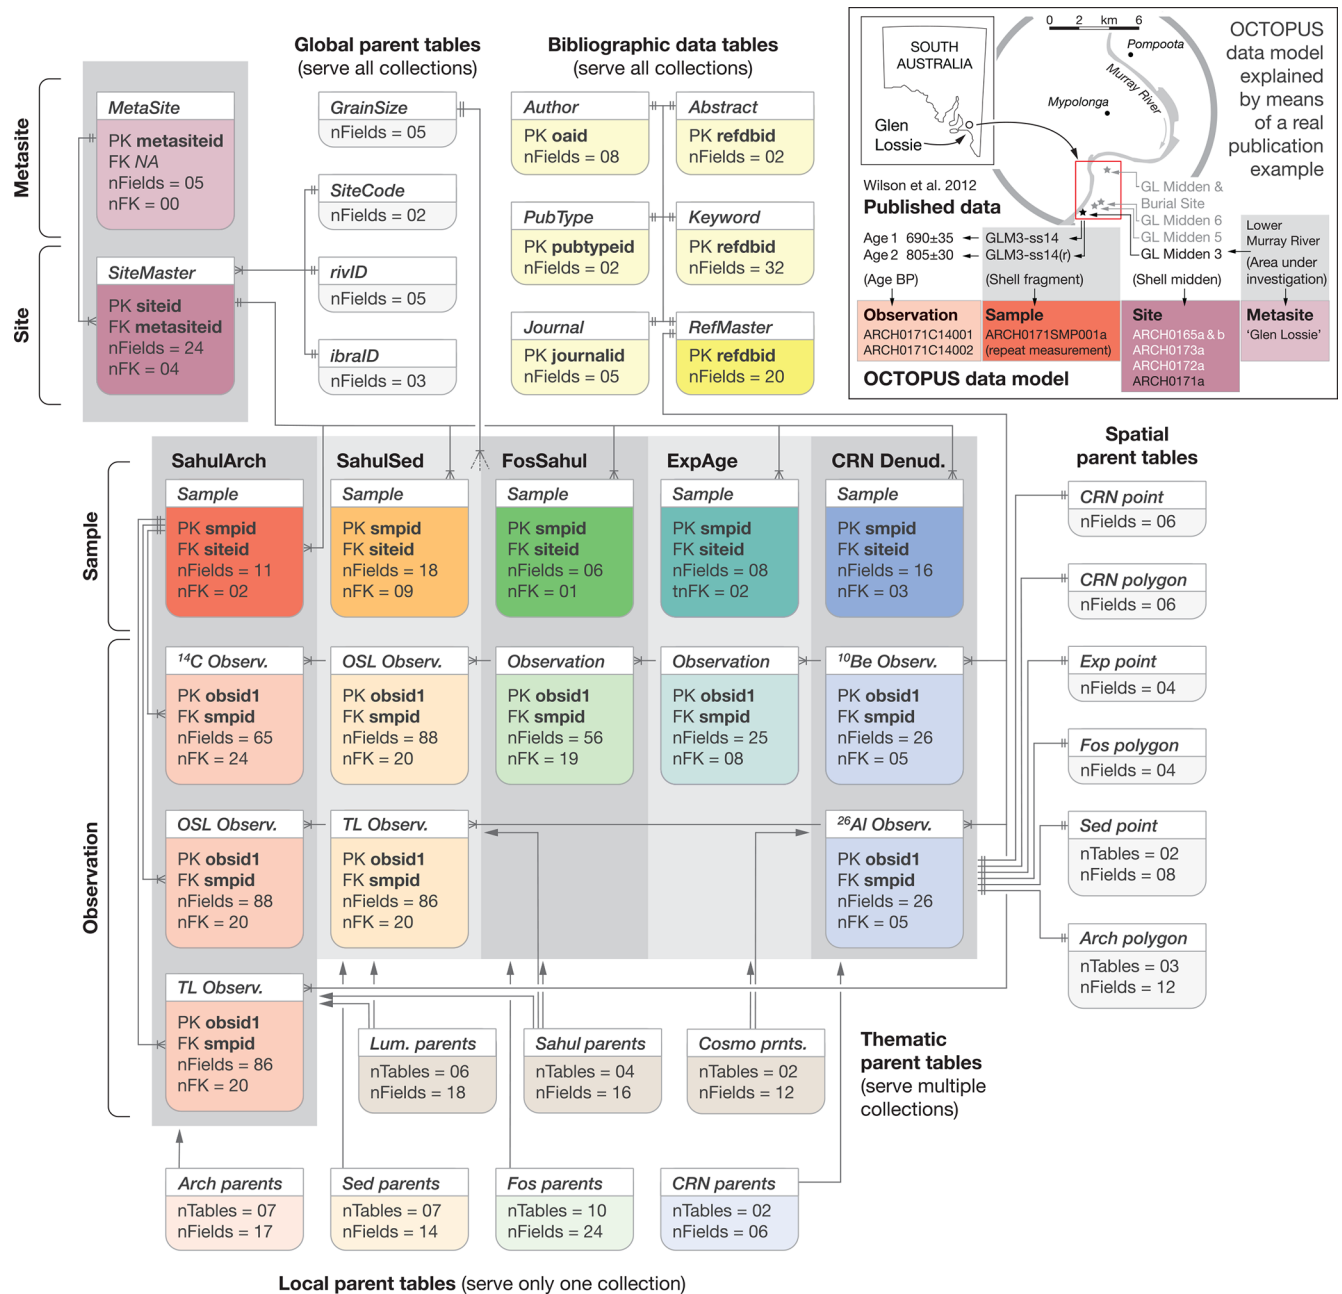 Global parent tables
(serve all collections)
Bibliographic data tables
(serve all collections)
Metasite
MetaSite
PK metasiteid
FK NA
nFields = 05
nFK = 00
Site
SiteMaster
PK siteid
FK metasiteid
nFields = 24
nFK = 04
GrainSize
nFields = 05
SiteCode
nFields = 02
rivID
nFields = 05
ibraID
nFields = 03
Author
PK oaid
nFields = 08
Abstract
PK refdbid
nFields = 02
PubType
PK pubtypeid
nFields = 02
Keyword
PK refdbid
nFields = 32
Journal
PK journalid
nFields = 05
RefMaster
PK refdbid
nFields = 20
SOUTH
AUSTRALIA
Glen
Lossie
0 2 km 6
Pompoota
Murray River
Mypolonga
OCTOPUS
data model
explained
by means
of a real
publication
example
GL Midden &
Burial Site
GL Midden 6
GL Midden 5
GL Midden 3
Wilson et al. 2012
Published data
Age 1 690±35
GLM3-ss14
Age 2 805±30
GLM3-ss14(r)
Lower
Murray River
(Area under
investigation)
(Age BP)
(Shell fragment)
(Shell midden)
Observation
ARCH0171C14001
ARCH0171C14002
Sample
ARCH0171SMP001a
(repeat measurement)
Site
ARCH0165a & b
ARCH0173a
ARCH0172a
ARCH0171a
Metasite
‘Glen Lossie’
OCTOPUS data model
Sample
SahulArch
SahulSed
FosSahul
ExpAge
CRN Denud.
Sample
PK smpid
FK siteid
nFields = 11
nFK = 02
Sample
PK smpid
FK siteid
nFields = 18
nFK = 09
Sample
PK smpid
FK siteid
nFields = 06
nFK = 01
Sample
PK smpid
FK siteid
nFields = 08
tnFK = 02
Sample
PK smpid
FK siteid
nFields = 16
nFK = 03
Observation
14C Observ.
PK obsid1
FK smpid
nFields = 65
nFK = 24
OSL Observ.
PK obsid1
FK smpid
nFields = 88
nFK = 20
Observation
PK obsid1
FK smpid
nFields = 56
nFK = 19
Observation
PK obsid1
FK smpid
nFields = 25
nFK = 08
10Be Observ.
PK obsid1
FK smpid
nFields = 26
nFK = 05
OSL Observ.
PK obsid1
FK smpid
nFields = 88
nFK = 20
TL Observ.
PK obsid1
FK smpid
nFields = 86
nFK = 20
26Al Observ.
PK obsid1
FK smpid
nFields = 26
nFK = 05
TL Observ.
PK obsid1
FK smpid
nFields = 86
nFK = 20
Spatial
parent tables
CRN point
nFields = 06
CRN polygon
nFields = 06
Exp point
nFields = 04
Fos polygon
nFields = 04
Sed point
nTables = 02
nFields = 08
Arch polygon
nTables = 03
nFields = 12
Lum. parents
nTables = 06
nFields = 18
Sahul parents
nTables = 04
nFields = 16
Cosmo prnts.
nTables = 02
nFields = 12
Thematic
parent tables
(serve multiple
collections)
Arch parents
nTables = 07
nFields = 17
Sed parents
nTables = 07
nFields = 14
Fos parents
nTables = 10
nFields = 24
CRN parents
nTables = 02
nFields = 06
Local parent tables (serve only one collection)